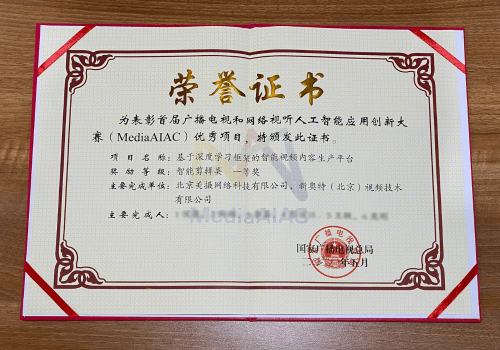 荣誉证书
为表彰首届广播电视和网络视听人工智能应用创新大
赛（MediaAIAC）优秀项目，特颁发此证书。
项目名称：基于深度学习框架的智能视频内容生产平台
奖励等级：智能剪辑类 一等奖
主要完成单位：北京美摄网络科技有限公司、新奥特（北京）视频技术
有限公司
主要完成人：
MediaAIAC
国家广播电视总局
年五月